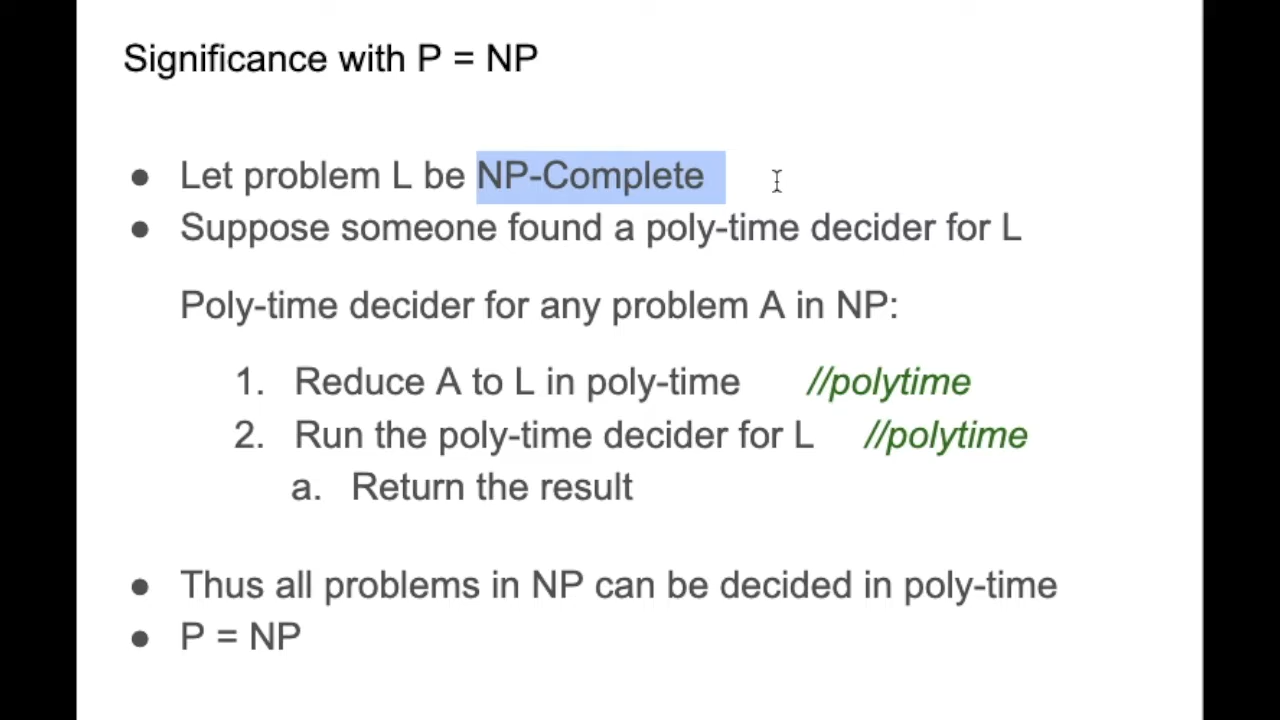 Significance with P = NP
● Let problem L be NP-Complete
● Suppose someone found a poly-time decider for L
Poly-time decider for any problem A in NP:
1. Reduce A to L in poly-time //polytime
2. Run the poly-time decider for L //polytime
a. Return the result
● Thus all problems in NP can be decided in poly-time
● P = NP